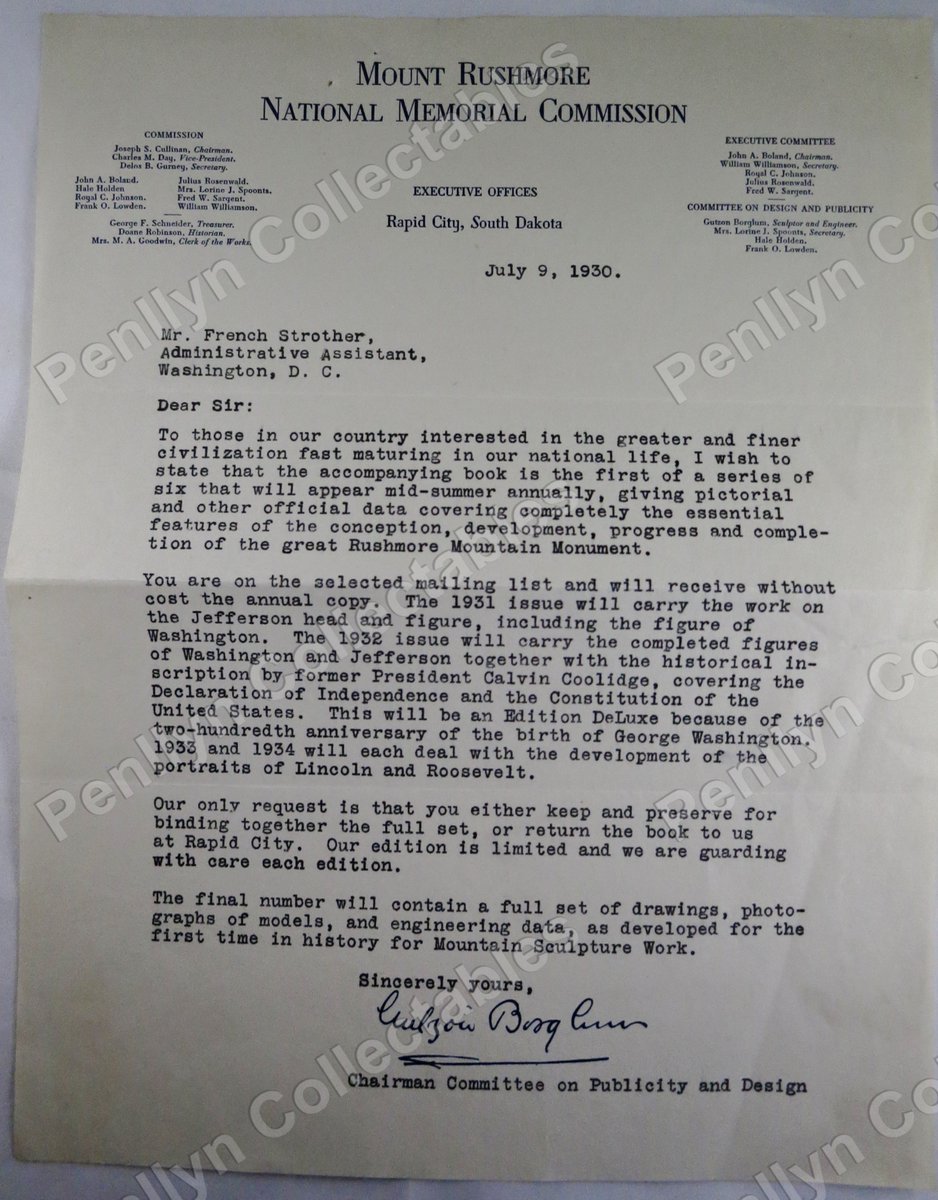 MOUNT RUSHMORE
NATIONAL MEMORIAL COMMISSION
COMMISSION
Joseph S. Cullinan, Chairman.
Charles M. Day, Vice-President.
Delos B. Gurney, Secretary.
John A. Boland.
Hale Holden
Royal C. Johnson.
Frank O. Lowden.
Julius Rosenwald.
Mrs. Lorine J. Spoonts.
Fred W. Sargent.
William Williamson.
George F. Schneider, Treasurer.
Doane Robinson, Historian.
Mrs. M. A. Goodwin, Clerk of the Works.
EXECUTIVE OFFICES
Rapid City, South Dakota
EXECUTIVE COMMITTEE
John A. Boland, Chairman.
William Williamson, Secretary.
Royal C. Johnson.
Julius Rosenwald.
Fred W. Sargent.
COMMITTEE ON DESIGN AND PUBLICITY
Gutzon Borglum, Sculptor and Engineer.
Mrs. Lorine J. Spoonts, Secretary.
Hale Holden.
Frank O. Lowden.
July 9, 1930.
Mr. French Strother,
Administrative Assistant,
Washington, D. C.
Dear Sir:
To those in our country interested in the greater and finer
civilization fast maturing in our national life, I wish to
state that the accompanying book is the first of a series of
six that will appear mid-summer annually, giving pictorial
and other official data covering completely the essential
features of the conception, development, progress and comple-
tion of the great Rushmore Mountain Monument.
You are on the selected mailing list and will receive without
cost the annual copy. The 1931 issue will carry the work on
the Jefferson head and figure, including the figure of
Washington. The 1932 issue will carry the completed figures
of Washington and Jefferson together with the historical in-
scription by former President Calvin Coolidge, covering the
Declaration of Independence and the Constitution of the
United States. This will be an Edition DeLuxe because of the
two-hundredth anniversary of the birth of George Washington.
1933 and 1934 will each deal with the development of the
portraits of Lincoln and Roosevelt.
Our only request is that you either keep and preserve for
binding together the full set, or return the book to us
at Rapid City. Our edition is limited and we are guarding
with care each edition.
The final number will contain a full set of drawings, photo-
graphs of models, and engineering data, as developed for the
first time in history for Mountain Sculpture Work.
Sincerely yours,
Gutzon Borglum
Chairman Committee on Publicity and Design
Penllyn Collectables
Penllyn Collectables
Penllyn Collectables
Penllyn Collectables
Penllyn Collectables
Penllyn Collectables